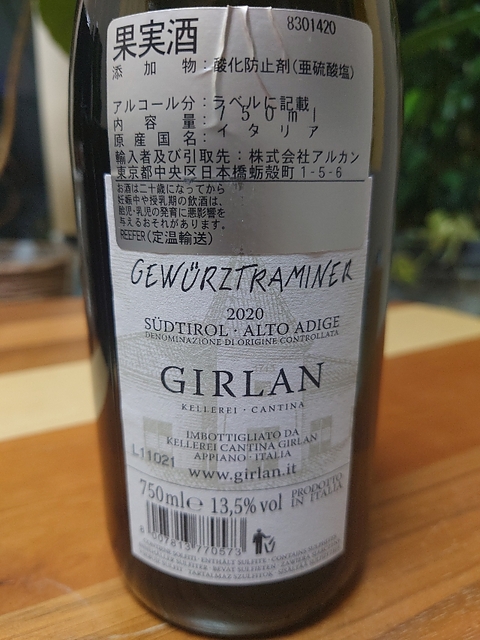 8301420
果実酒
添加物：酸化防止剤(亜硫酸塩)
アルコール分：ラベルに記載
内容量：750ml
原産国名：イタリア
輸入者及び引取先：株式会社アルカン
東京都中央区日本橋蛎殻町1-5-6
お酒は二十歳になってから
妊娠中や授乳期の飲酒は、
胎児・乳児の発育に悪影響を
与えるおそれがあります。
REEFER(定温輸送)
GEWÜRZTRAMINER
2020
SÜDTIROL · ALTO ADIGE
DENOMINAZIONE DI ORIGINE CONTROLLATA
GIRLAN
KELLEREI · CANTINA
IMBOTTIGLIATO DA
KELLEREI CANTINA GIRLAN
APPIANO · ITALIA
L11021
www.girlan.it
750ml e 13,5% vol PRODOTTO
IN ITALIA
8 007813 770573